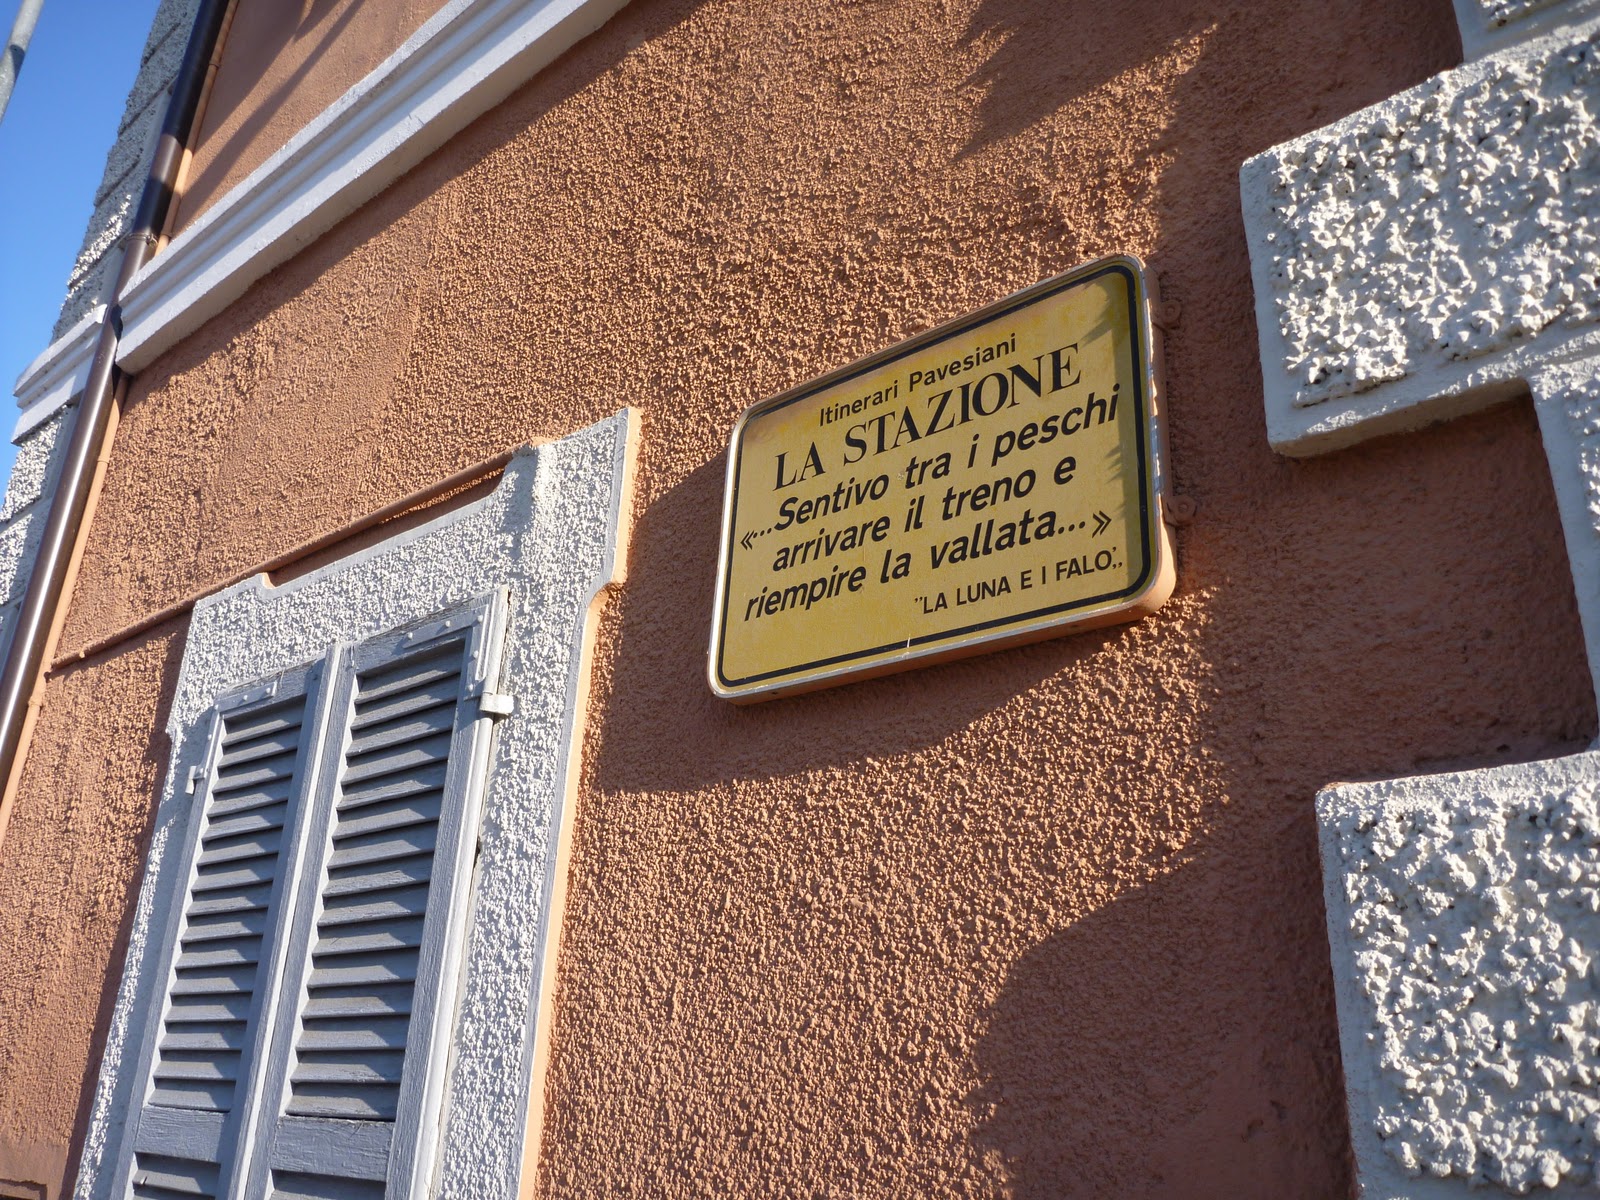 Itinerari Pavesiani
LA STAZIONE
«...Sentivo tra i peschi
arrivare il treno e
riempire la vallata...»
"LA LUNA E I FALO',,